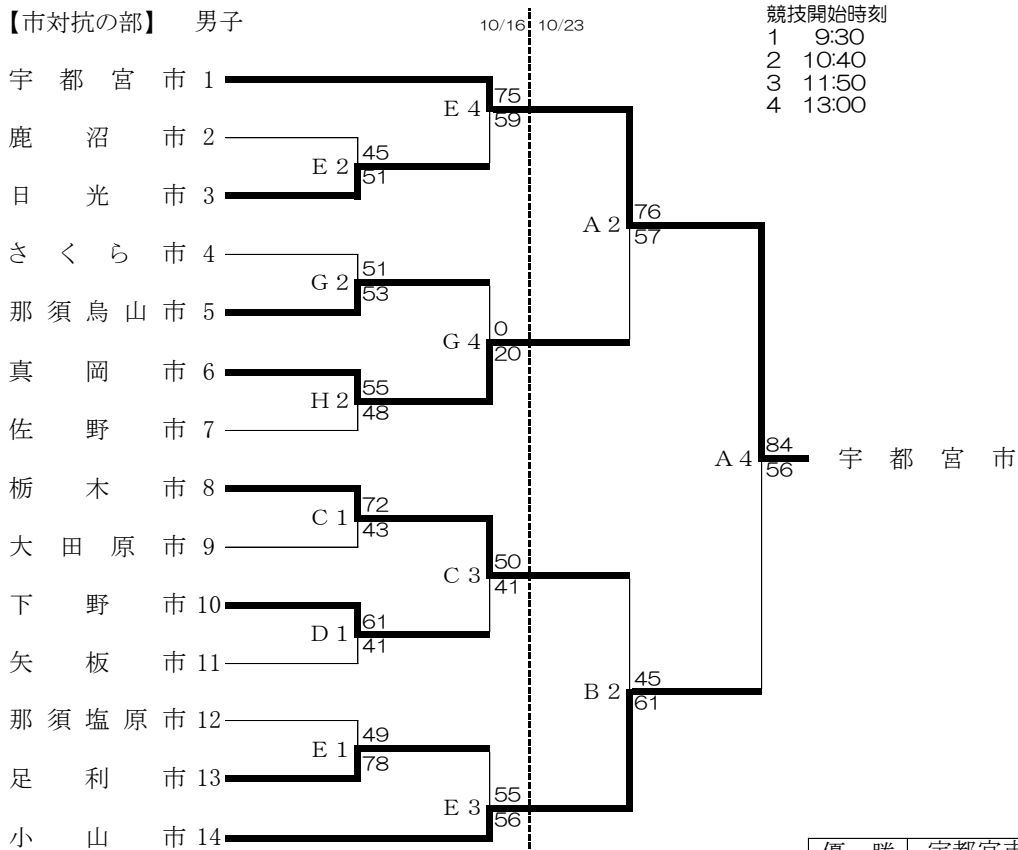 【市対抗の部】 男子
10/16 10/23
競技開始時刻
1 9:30
2 10:40
3 11:50
4 13:00
宇都宮市 1
75
E 4
59
鹿沼市 2
45
E 2
51
日光市 3
76
A 2
57
さくら市 4
51
G 2
53
那須烏山市 5
0
G 4
20
真岡市 6
55
H 2
48
佐野市 7
84
A 4 宇都宮市
56
栃木市 8
72
C 1
43
大田原市 9
50
C 3
41
下野市 10
61
D 1
41
矢板市 11
45
B 2
61
那須塩原市 12
49
E 1
78
足利市 13
55
E 3
56
小山市 14
優勝 宇都宮市